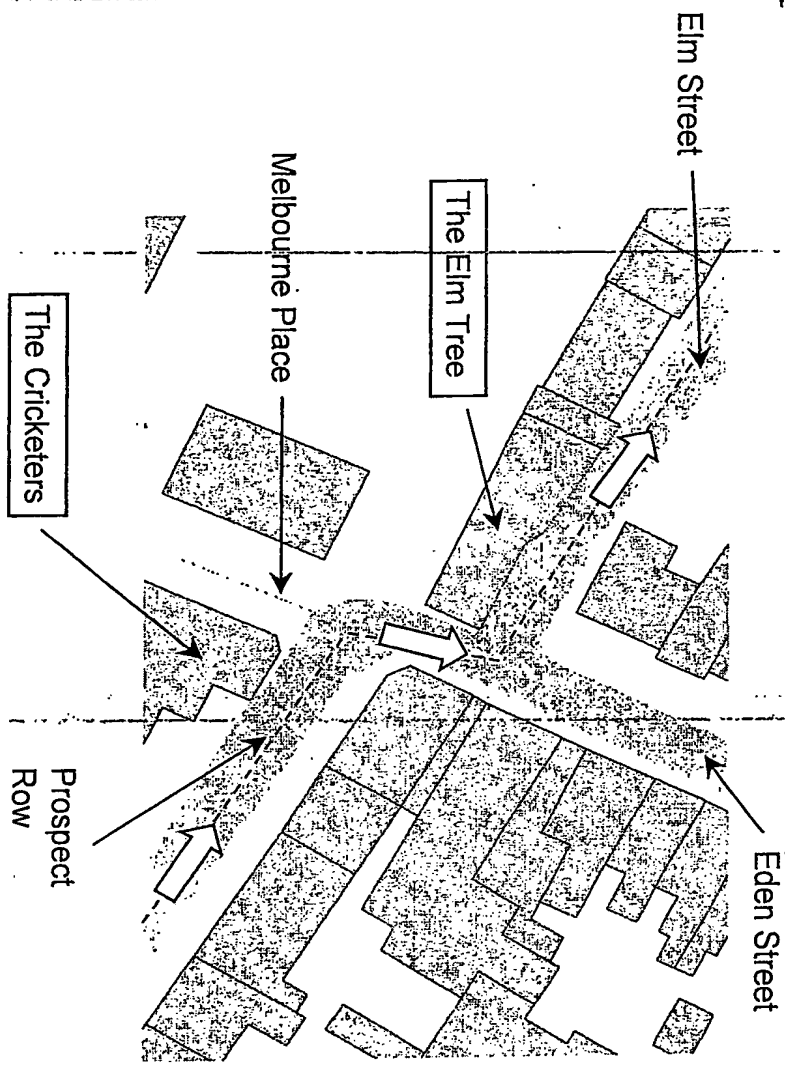 Eden Street
Elm Street
The Elm Tree
Melbourne Place
The Cricketers
Prospect
Row